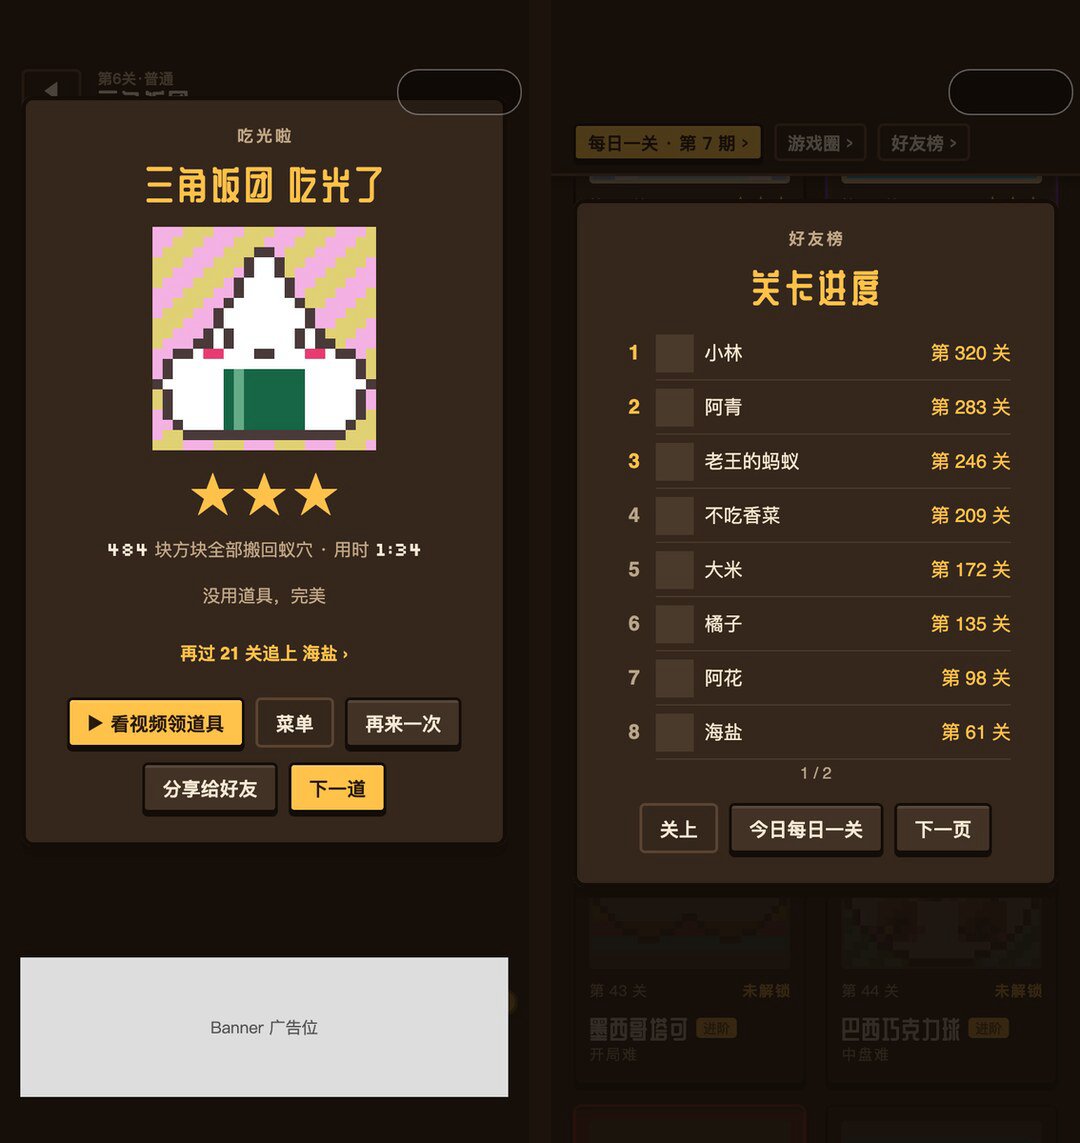 第6关·普通
吃光啦
三角饭团 吃光了
484 块方块全部搬回蚁穴 · 用时 1:34
没用道具，完美
再过 21 关追上 海盐 ›
▶ 看视频领道具
菜单
再来一次
分享给好友
下一道
Banner 广告位
每日一关 · 第 7 期 ›
游戏圈 ›
好友榜 ›
好友榜
关卡进度
1 小林 第 320 关
2 阿青 第 283 关
3 老王的蚂蚁 第 246 关
4 不吃香菜 第 209 关
5 大米 第 172 关
6 橘子 第 135 关
7 阿花 第 98 关
8 海盐 第 61 关
1 / 2
关上
今日每日一关
下一页
第 43 关 未解锁
墨西哥塔可 进阶
开局难
第 44 关 未解锁
巴西巧克力球 进阶
中盘难